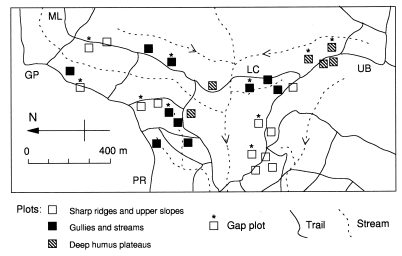 ML
GP
LC
UB
N
0 400 m
PR
Plots: Sharp ridges and upper slopes
Gullies and streams
Deep humus plateaus
* Gap plot
Trail
Stream